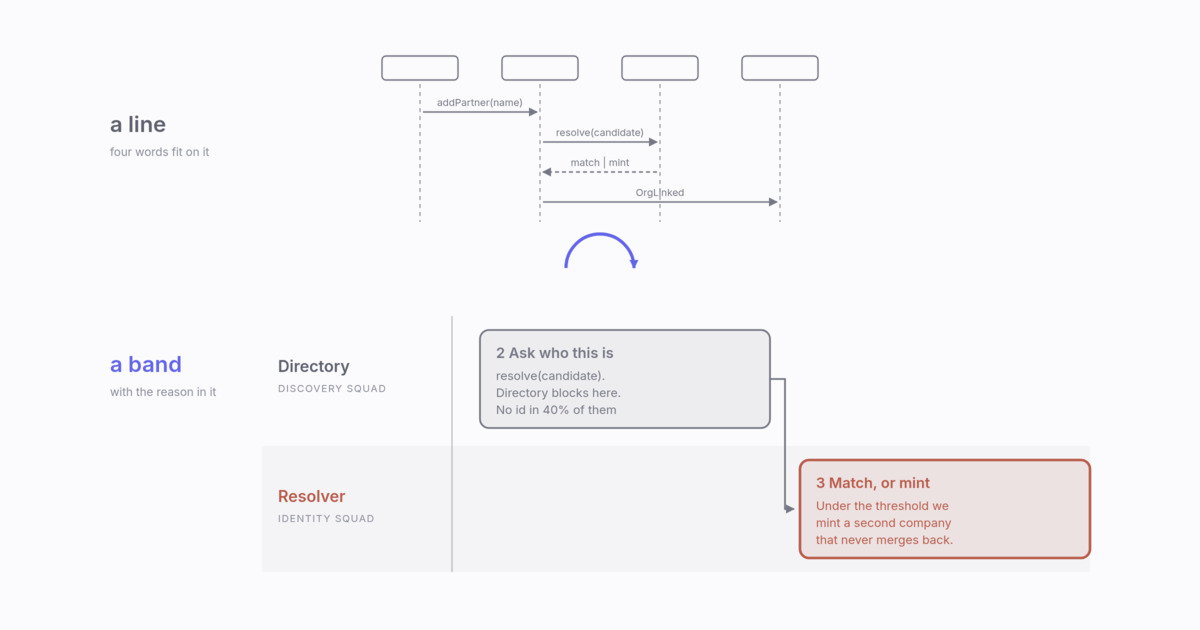 addPartner(name)
a line
resolve(candidate)
four words fit on it
match | mint
OrgLinked
a band
with the reason in it
Directory
DISCOVERY SQUAD
2 Ask who this is
resolve(candidate).
Directory blocks here.
No id in 40% of them
Resolver
IDENTITY SQUAD
3 Match, or mint
Under the threshold we
mint a second company
that never merges back.